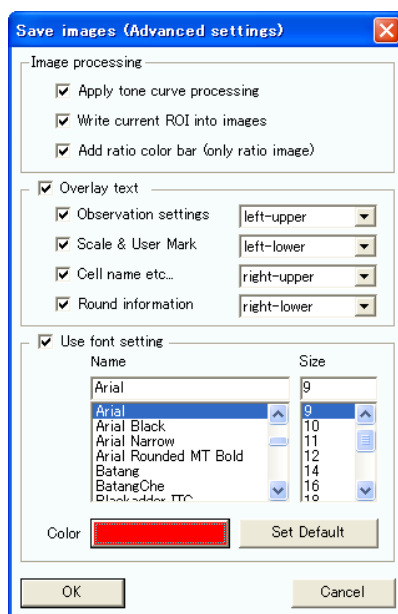 Save images (Advanced settings)
Image processing
Apply tone curve processing
Write current ROI into images
Add ratio color bar (only ratio image)
Overlay text
Observation settings left-upper
Scale & User Mark left-lower
Cell name etc... right-upper
Round information right-lower
Use font setting
Name Size
Arial 9
Arial 9
Arial Black 10
Arial Narrow 11
Arial Rounded MT Bold 12
Batang 14
BatangChe 16
Blackadder ITC 18
Color Set Default
OK Cancel